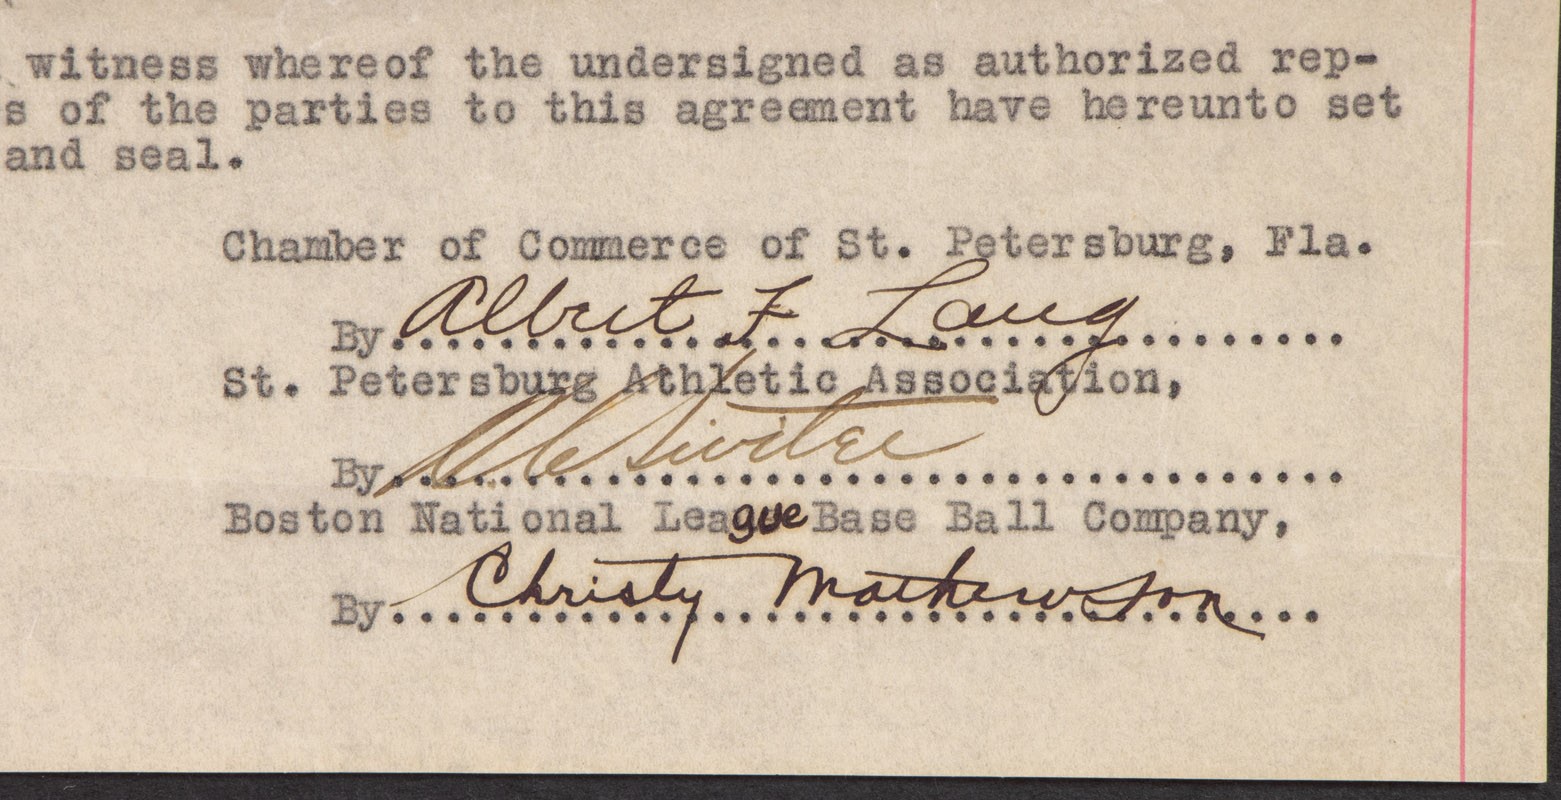 witness whereof the undersigned as authorized rep-
s of the parties to this agreement have hereunto set
and seal.
Chamber of Commerce of St. Petersburg, Fla.
By Albert F Lang
St. Petersburg Athletic Association,
By
Boston National League Base Ball Company,
By Christy Mathewson